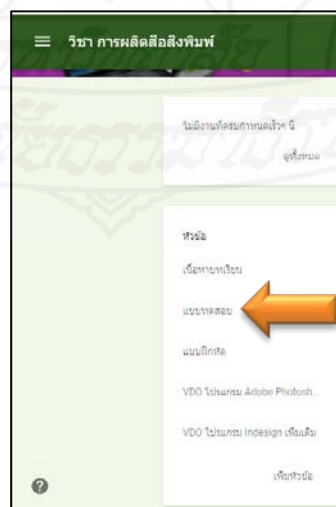 วิชา การผลิตสื่อสิ่งพิมพ์
ไม่มีงานที่ครบกำหนดเร็วๆ นี้
ดูทั้งหมด
หัวข้อ
เนื้อหาบทเรียน
แบบทดสอบ
แบบฝึกหัด
VDO โปรแกรม Adobe Photosh...
VDO โปรแกรม Indesign เพิ่มเติม
เพิ่มหัวข้อ